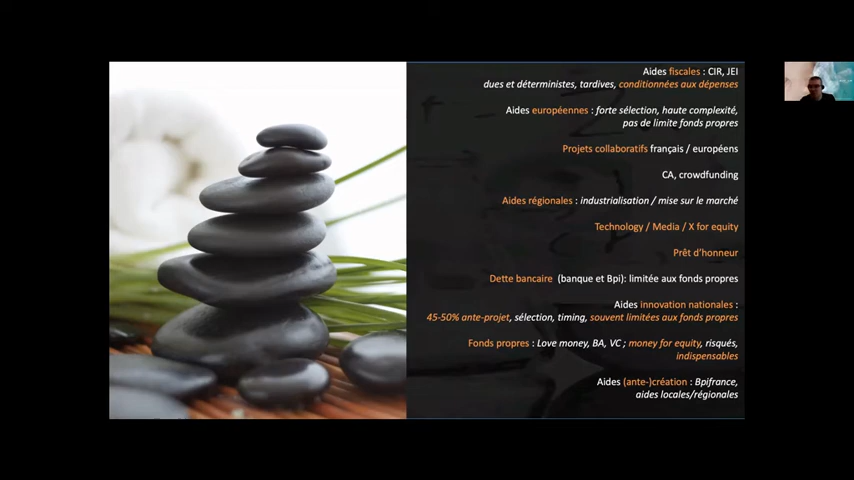 Aides fiscales : CIR, JEI
dues et déterministes, tardives, conditionnées aux dépenses
Aides européennes : forte sélection, haute complexité,
pas de limite fonds propres
Projets collaboratifs français / européens
CA, crowdfunding
Aides régionales : industrialisation / mise sur le marché
Technology / Media / X for equity
Prêt d'honneur
Dette bancaire (banque et Bpi): limitée aux fonds propres
Aides innovation nationales :
45-50% ante-projet, sélection, timing, souvent limitées aux fonds propres
Fonds propres : Love money, BA, VC ; money for equity, risqués,
indispensables
Aides (ante-)création : Bpifrance,
aides locales/régionales